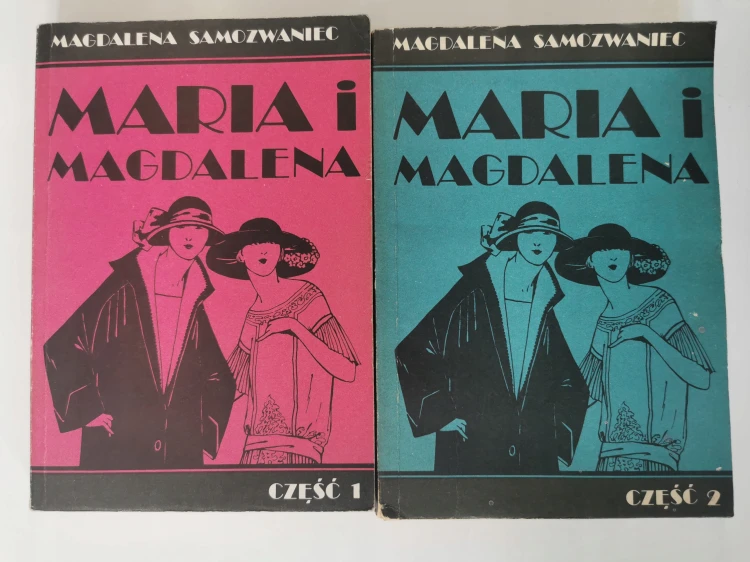 MAGDALENA SAMOZWANIEC
MARIA i
MAGDALENA
CZĘŚĆ 1
MAGDALENA SAMOZWANIEC
MARIA i
MAGDALENA
CZĘŚĆ 2